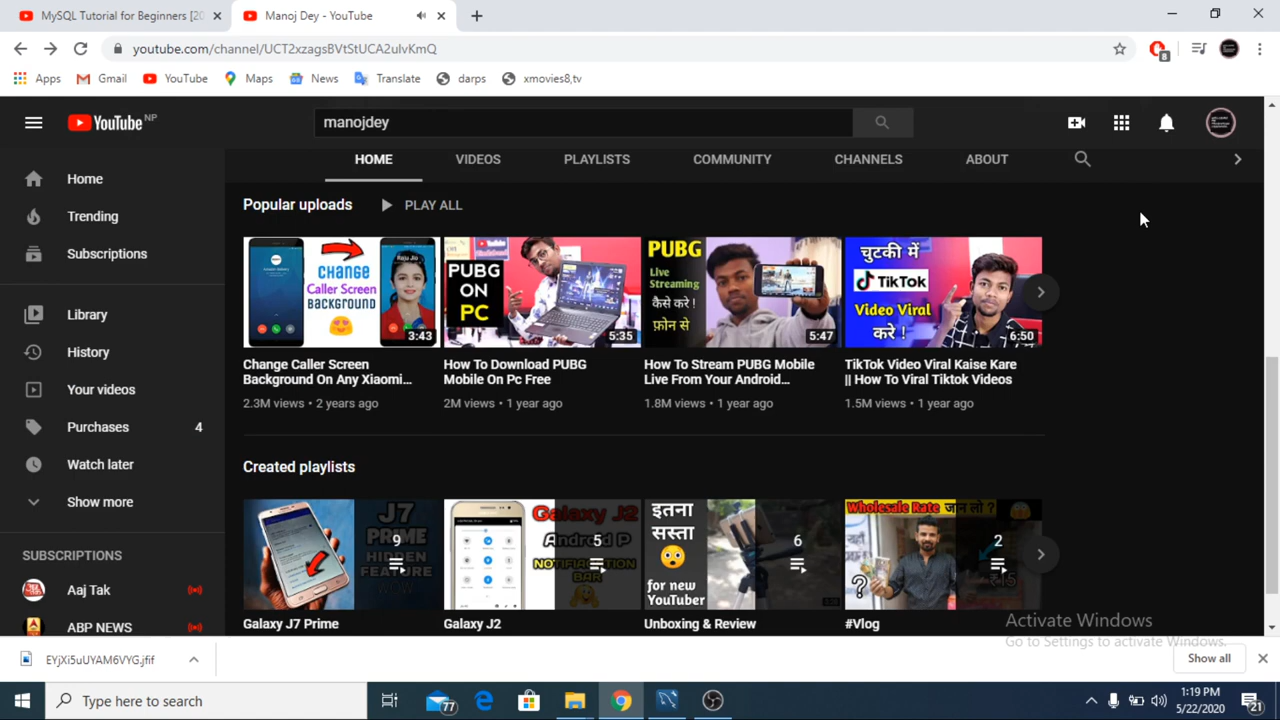 MySQL Tutorial for Beginners [20
Manoj Dey - YouTube
youtube.com/channel/UCT2xzagsBVtStUCA2ulvKmQ
8
Apps
Gmail
YouTube
Maps
News
Translate
darps
xmovies8,tv
YouTube NP
manojdey
HOME
VIDEOS
PLAYLISTS
COMMUNITY
CHANNELS
ABOUT
Home
Trending
Subscriptions
Library
History
Your videos
Purchases 4
Watch later
Show more
SUBSCRIPTIONS
Aaj Tak
ABP NEWS
Popular uploads
PLAY ALL
CHANGE
Caller Screen
BACKGROUND
3:43
Change Caller Screen
Background On Any Xiaomi...
2.3M views • 2 years ago
PUBG
ON
PC
5:35
How To Download PUBG
Mobile On Pc Free
2M views • 1 year ago
PUBG
Live
Streaming
कैसे करे !
फ़ोन से
5:47
How To Stream PUBG Mobile
Live From Your Android...
1.8M views • 1 year ago
चुटकी में
TikTok
Video Viral
करे !
6:50
TikTok Video Viral Kaise Kare
|| How To Viral Tiktok Videos
1.5M views • 1 year ago
Created playlists
J7
PRIME
HIDDEN
FEATURE
NOW
9
Galaxy J7 Prime
Galaxy J2
Android P
NOTIFICATION
BAR
5
Galaxy J2
इतना
सस्ता
for new
YouTuber
6
Unboxing & Review
Wholesale Rate जान लो ?
?
2
₹15
#Vlog
Activate Windows
Go to Settings to activate Windows.
EYjXi5uUYAM6VYG.jfif
Show all
Type here to search
77
1:19 PM
5/22/2020
21